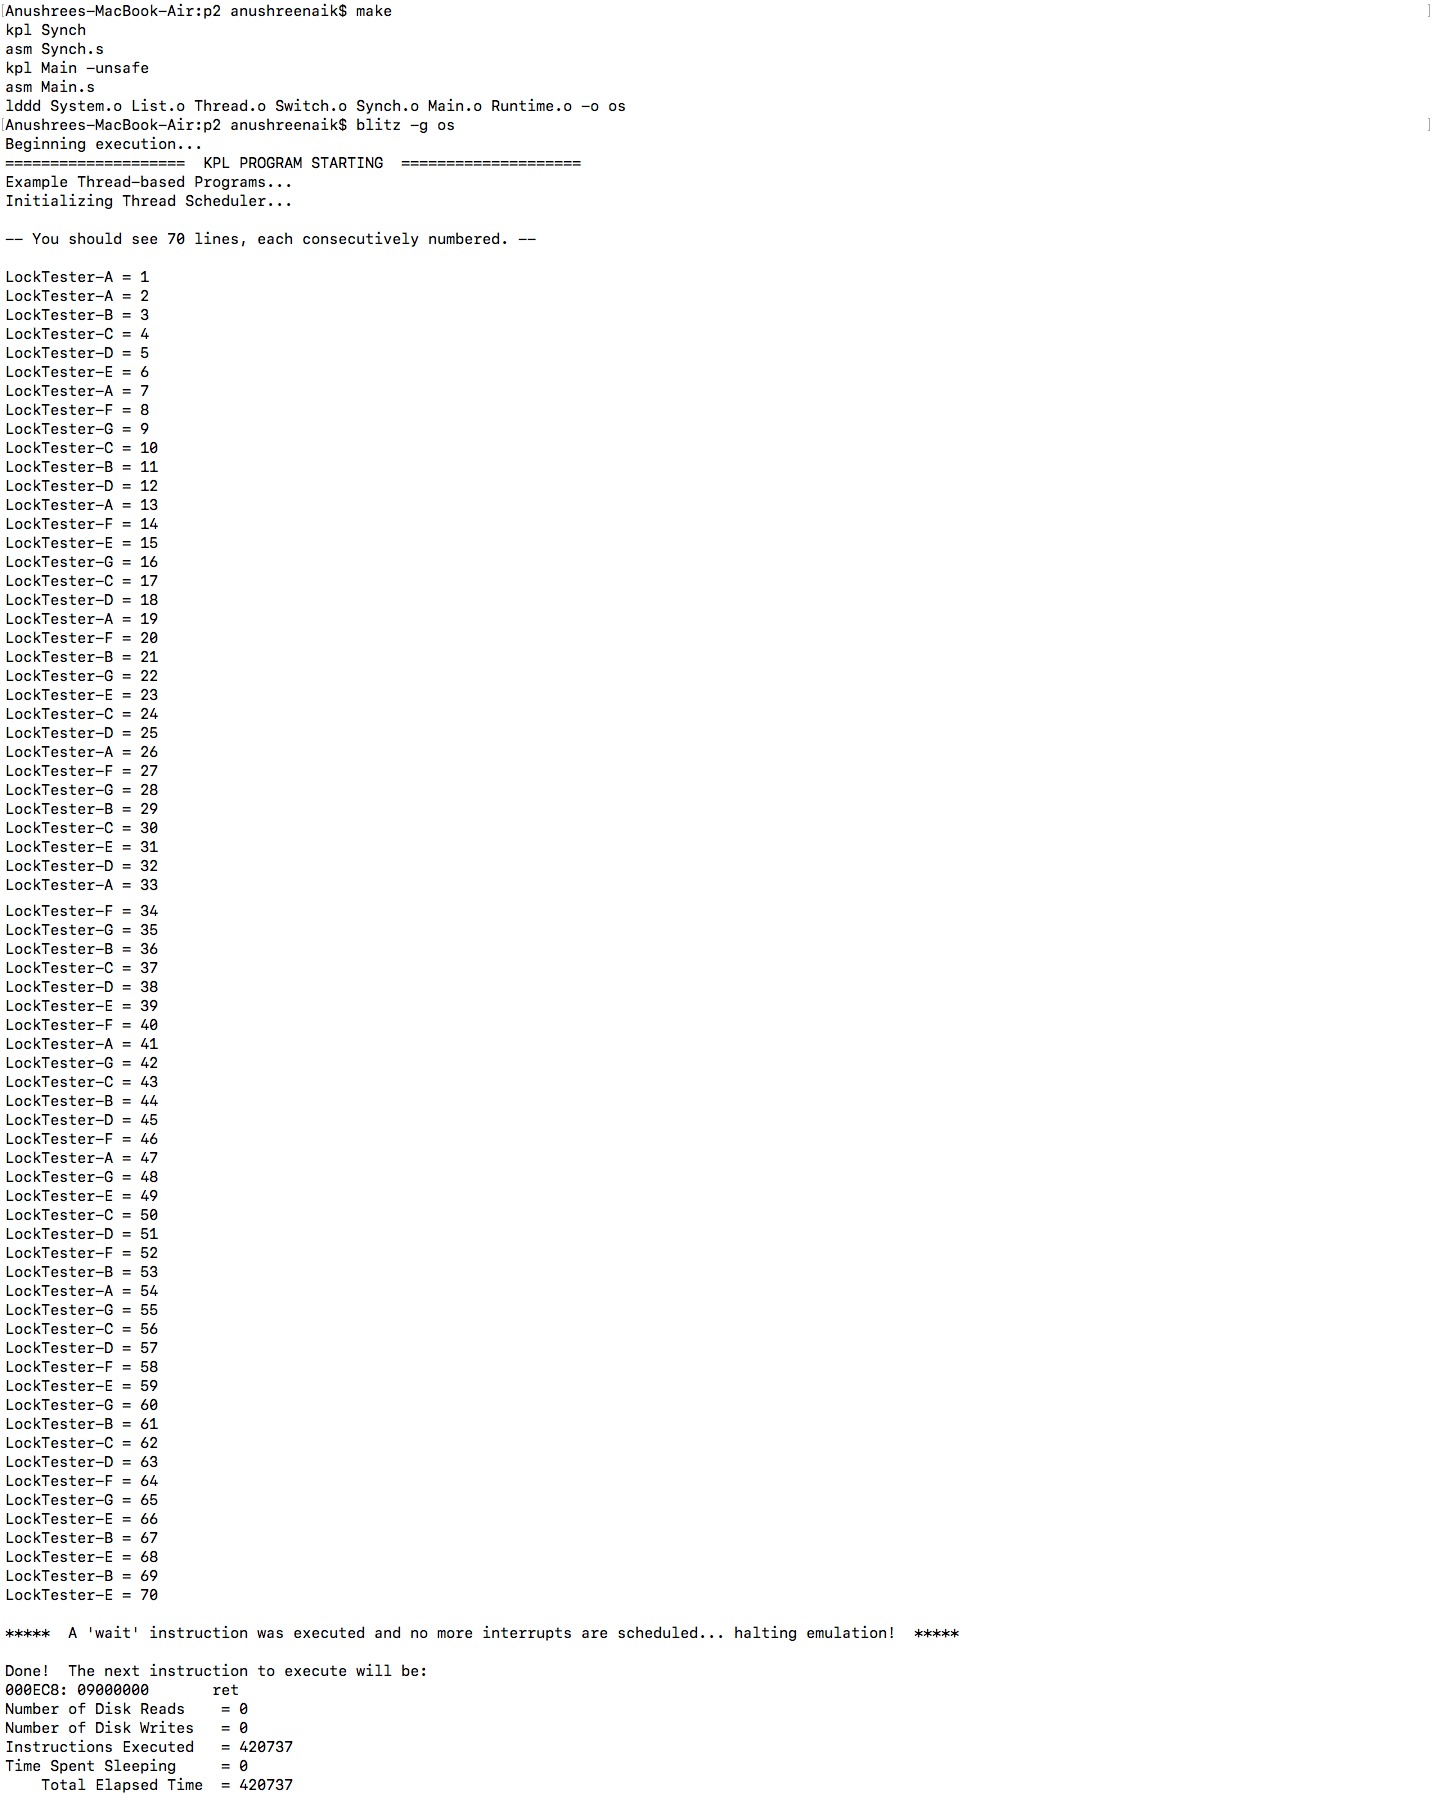 [Anushrees-MacBook-Air:p2 anushreenaik$ make ]
kpl Synch
asm Synch.s
kpl Main -unsafe
asm Main.s
lddd System.o List.o Thread.o Switch.o Synch.o Main.o Runtime.o -o os
[Anushrees-MacBook-Air:p2 anushreenaik$ blitz -g os ]
Beginning execution...
==================== KPL PROGRAM STARTING ====================
Example Thread-based Programs...
Initializing Thread Scheduler...
-- You should see 70 lines, each consecutively numbered. --
LockTester-A = 1
LockTester-A = 2
LockTester-B = 3
LockTester-C = 4
LockTester-D = 5
LockTester-E = 6
LockTester-A = 7
LockTester-F = 8
LockTester-G = 9
LockTester-C = 10
LockTester-B = 11
LockTester-D = 12
LockTester-A = 13
LockTester-F = 14
LockTester-E = 15
LockTester-G = 16
LockTester-C = 17
LockTester-D = 18
LockTester-A = 19
LockTester-F = 20
LockTester-B = 21
LockTester-G = 22
LockTester-E = 23
LockTester-C = 24
LockTester-D = 25
LockTester-A = 26
LockTester-F = 27
LockTester-G = 28
LockTester-B = 29
LockTester-C = 30
LockTester-E = 31
LockTester-D = 32
LockTester-A = 33
LockTester-F = 34
LockTester-G = 35
LockTester-B = 36
LockTester-C = 37
LockTester-D = 38
LockTester-E = 39
LockTester-F = 40
LockTester-A = 41
LockTester-G = 42
LockTester-C = 43
LockTester-B = 44
LockTester-D = 45
LockTester-F = 46
LockTester-A = 47
LockTester-G = 48
LockTester-E = 49
LockTester-C = 50
LockTester-D = 51
LockTester-F = 52
LockTester-B = 53
LockTester-A = 54
LockTester-G = 55
LockTester-C = 56
LockTester-D = 57
LockTester-F = 58
LockTester-E = 59
LockTester-G = 60
LockTester-B = 61
LockTester-C = 62
LockTester-D = 63
LockTester-F = 64
LockTester-G = 65
LockTester-E = 66
LockTester-B = 67
LockTester-E = 68
LockTester-B = 69
LockTester-E = 70
***** A 'wait' instruction was executed and no more interrupts are scheduled... halting emulation! *****
Done! The next instruction to execute will be:
000EC8: 09000000 ret
Number of Disk Reads = 0
Number of Disk Writes = 0
Instructions Executed = 420737
Time Spent Sleeping = 0
Total Elapsed Time = 420737